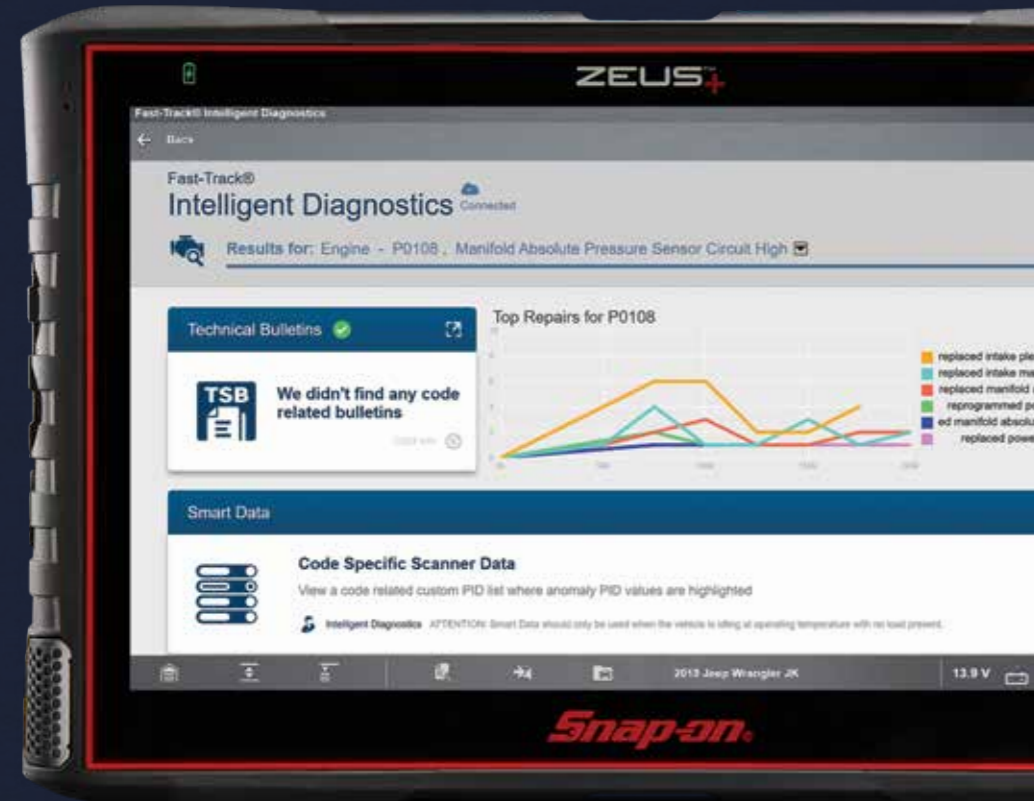 ZEUS™+
Fast-Track® Intelligent Diagnostics
Back
Fast-Track®
Intelligent Diagnostics Connected
Results for: Engine - P0108 , Manifold Absolute Pressure Sensor Circuit High
Technical Bulletins
TSB
We didn't find any code
related bulletins
Top Repairs for P0108
replaced intake ple
replaced intake ma
replaced manifold
reprogrammed po
ed manifold absolu
replaced powe
Smart Data
Code Specific Scanner Data
View a code related custom PID list where anomaly PID values are highlighted
Intelligent Diagnostics ATTENTION: Smart Data should only be used when the vehicle is idling at operating temperature with no load present.
Jeep Wrangler JK
13.9 V
Snap-on®